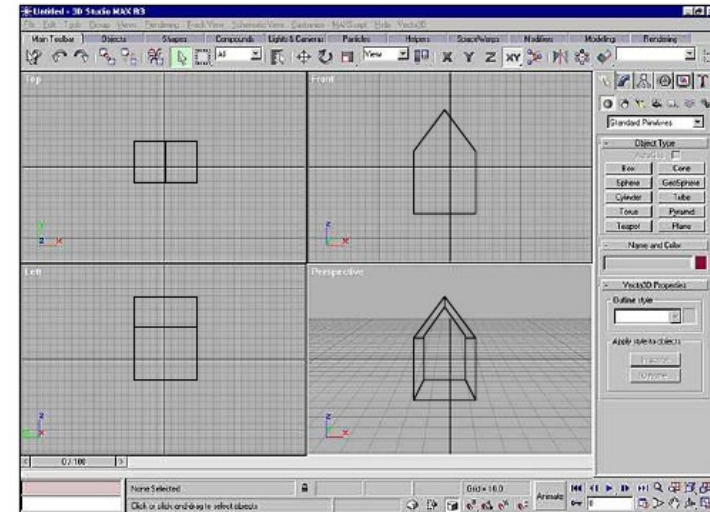 Untitled - 3D Studio MAX R3
File Edit Tools Group Views Rendering Track View Schematic View Customize MAXScript Help Vecta3D
Main Toolbar Objects Shapes Compounds Lights & Cameras Particles Helpers SpaceWarps Modifiers Modeling Rendering
All View X Y Z XY
Top
Front
Standard Primitives
Object Type
AutoGrid
Box Cone
Sphere GeoSphere
Cylinder Tube
Torus Pyramid
Teapot Plane
Name and Color
Left
Perspective
Vecta3D Properties
Outline style
Apply style to objects
0 / 100
None Selected
Grid = 10.0
Animate
Click or click-and-drag to select objects
0